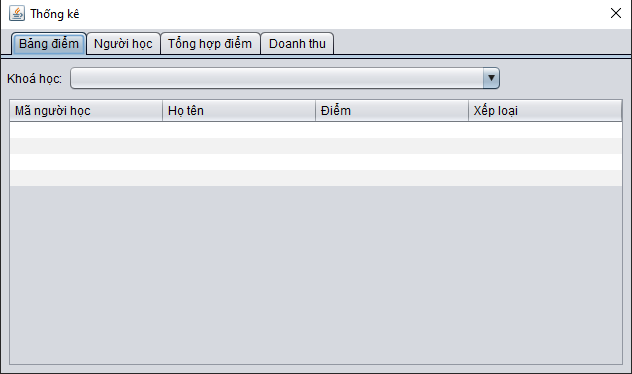 Thống kê
Bảng điểm Người học Tổng hợp điểm Doanh thu
Khoá học:
Mã người học Họ tên Điểm Xếp loại